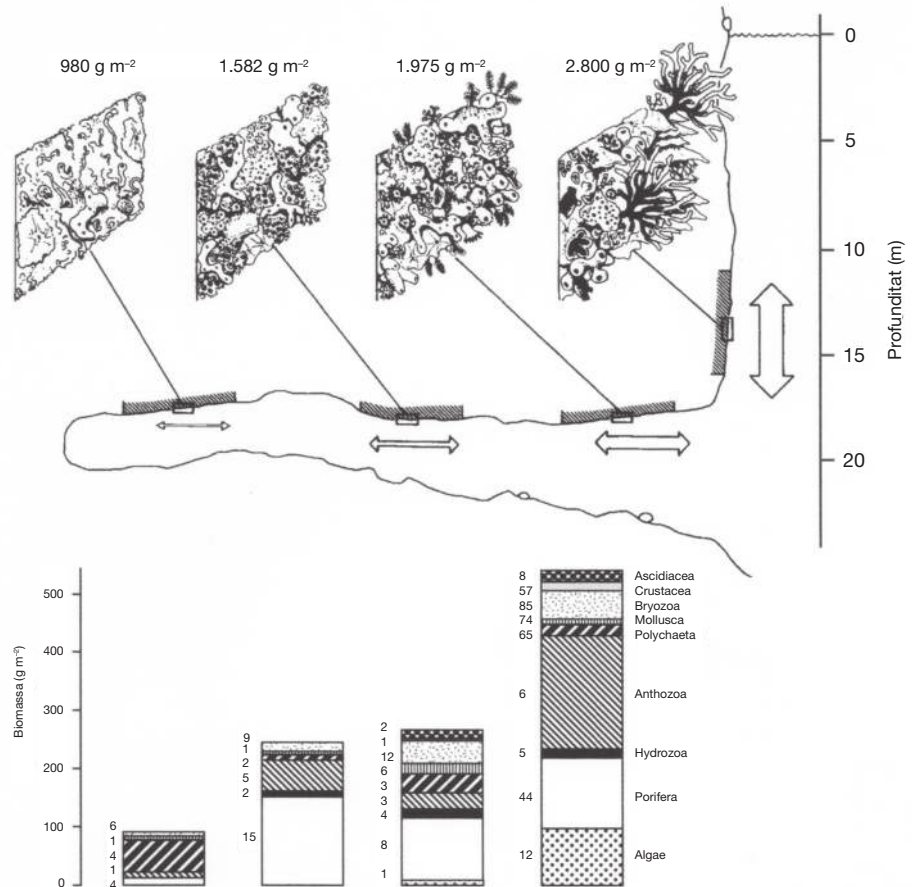 980 g m⁻²
1.582 g m⁻²
1.975 g m⁻²
2.800 g m⁻²
0
5
10
15
20
Profunditat (m)
Biomassa (g m⁻²)
500
400
300
200
100
0
6
1
4
1
4
9
1
2
5
2
15
2
1
12
6
3
3
4
8
1
8 Ascidiacea
57 Crustacea
85 Bryozoa
74 Mollusca
65 Polychaeta
6 Anthozoa
5 Hydrozoa
44 Porifera
12 Algae